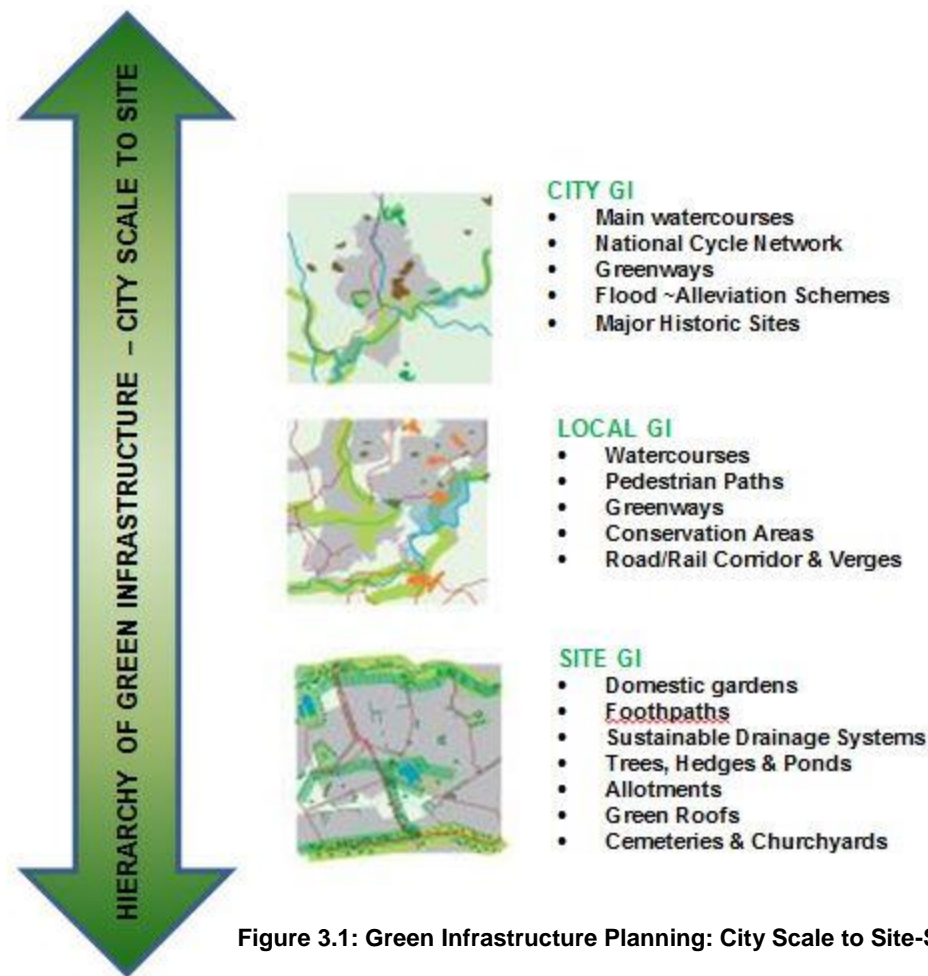 HIERARCHY OF GREEN INFRASTRUCTURE – CITY SCALE TO SITE
CITY GI
• Main watercourses
• National Cycle Network
• Greenways
• Flood ~Alleviation Schemes
• Major Historic Sites
LOCAL GI
• Watercourses
• Pedestrian Paths
• Greenways
• Conservation Areas
• Road/Rail Corridor & Verges
SITE GI
• Domestic gardens
• Foothpaths
• Sustainable Drainage Systems
• Trees, Hedges & Ponds
• Allotments
• Green Roofs
• Cemeteries & Churchyards
Figure 3.1: Green Infrastructure Planning: City Scale to Site-S